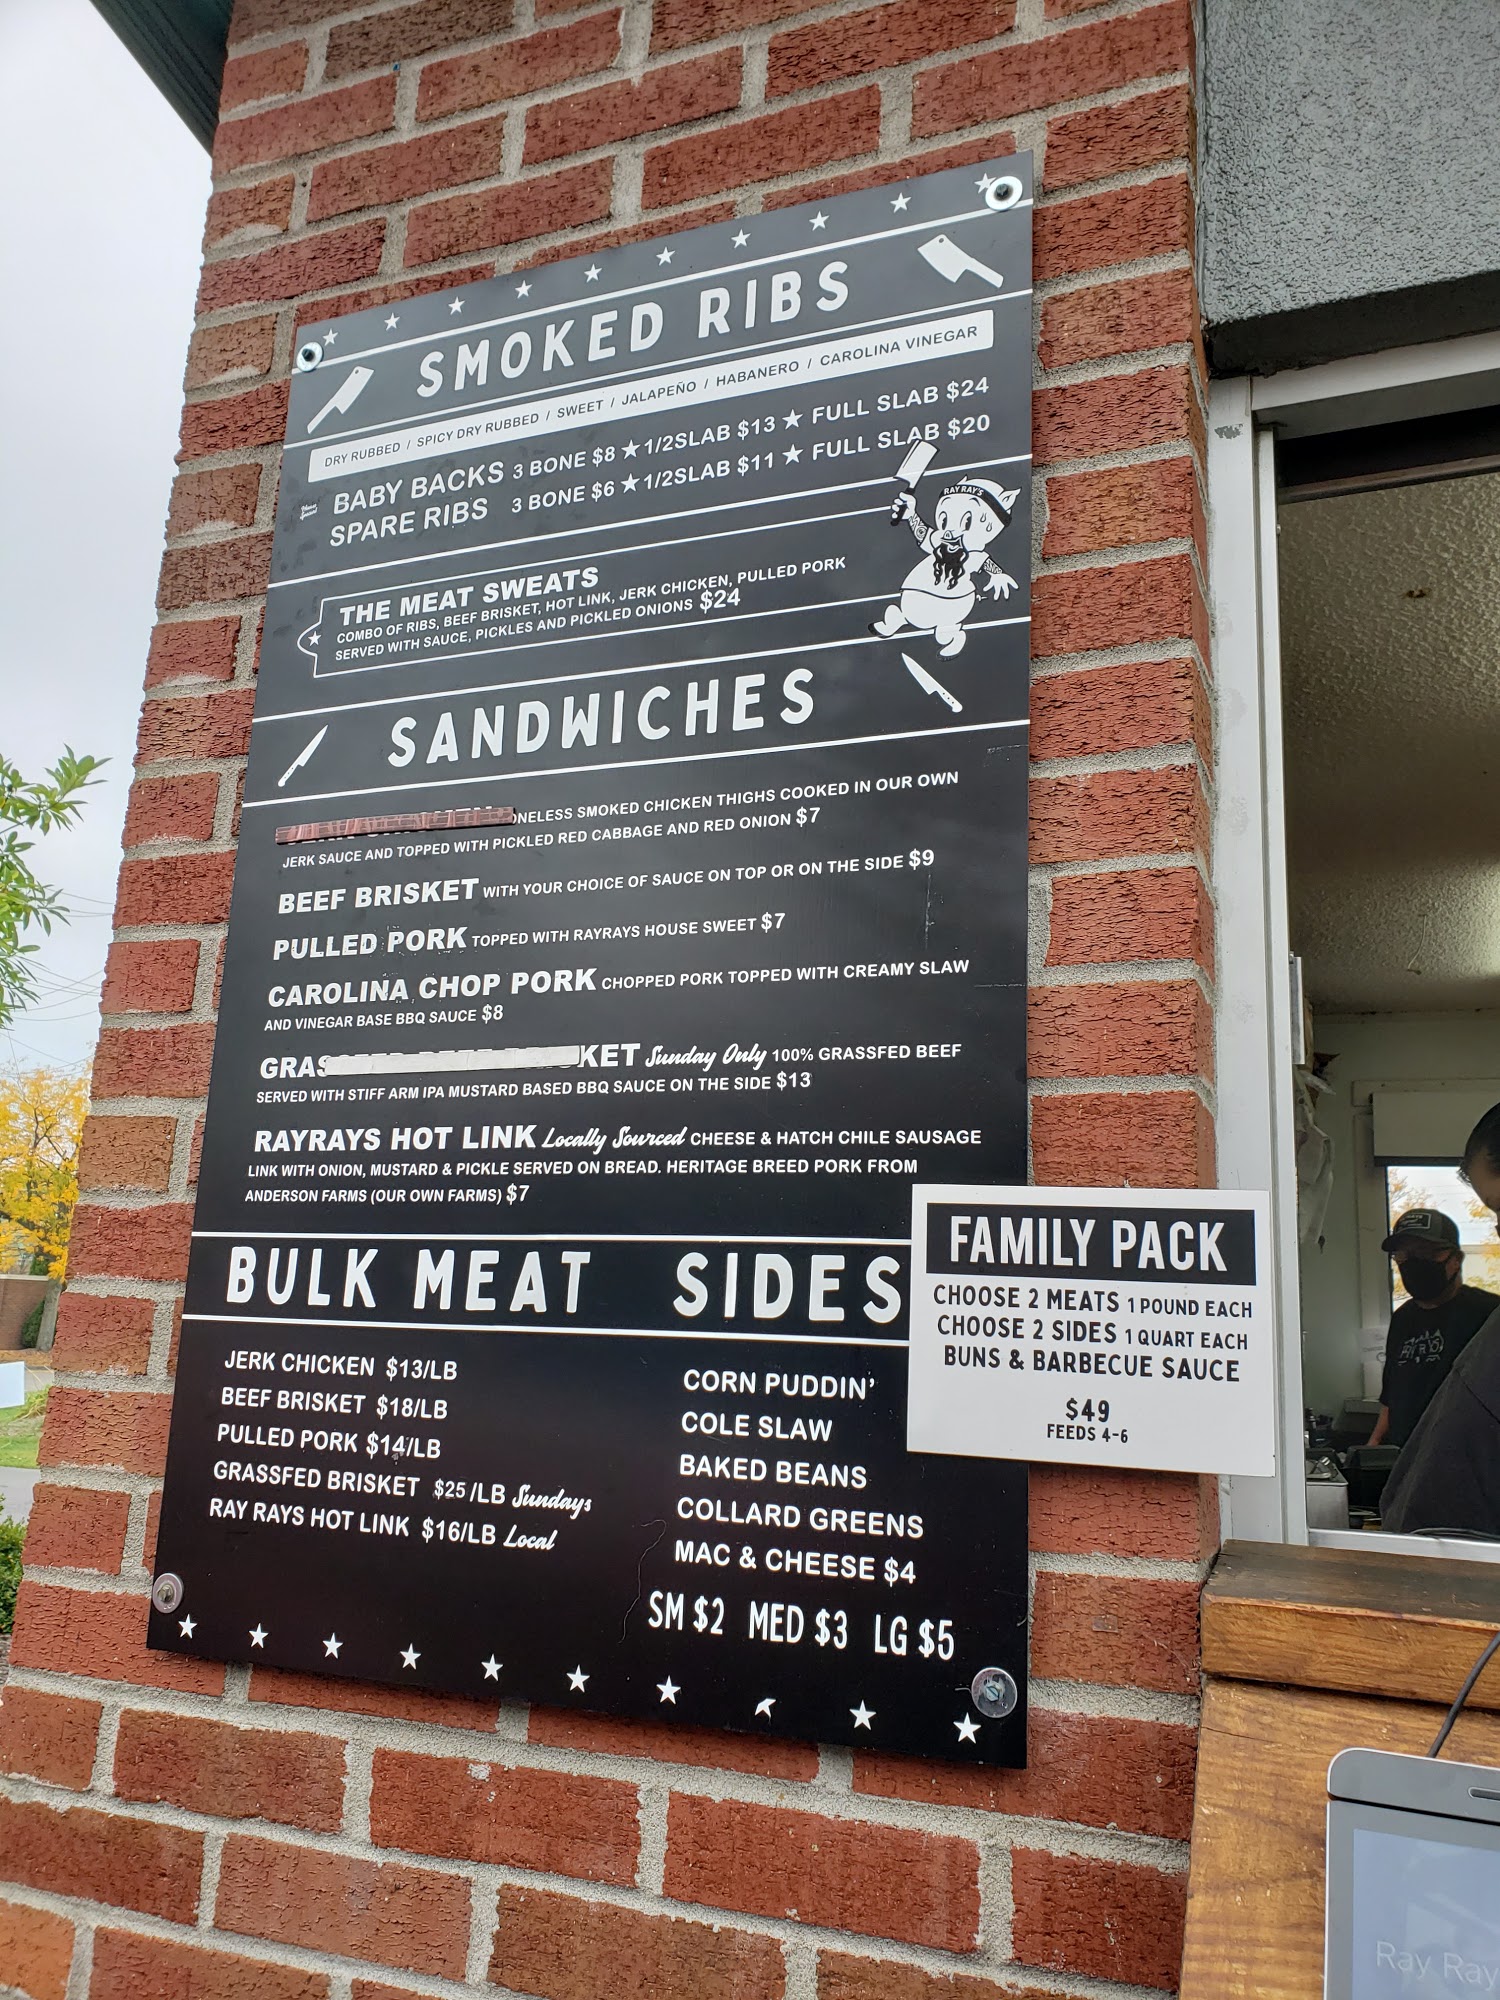 SMOKED RIBS
DRY RUBBED / SPICY DRY RUBBED / SWEET / JALAPEÑO / HABANERO / CAROLINA VINEGAR
BABY BACKS 3 BONE $8 ★ 1/2SLAB $13 ★ FULL SLAB $24
SPARE RIBS 3 BONE $6 ★ 1/2SLAB $11 ★ FULL SLAB $20
RAY RAY'S
THE MEAT SWEATS
COMBO OF RIBS, BEEF BRISKET, HOT LINK, JERK CHICKEN, PULLED PORK
SERVED WITH SAUCE, PICKLES AND PICKLED ONIONS $24
SANDWICHES
ONELESS SMOKED CHICKEN THIGHS COOKED IN OUR OWN
JERK SAUCE AND TOPPED WITH PICKLED RED CABBAGE AND RED ONION $7
BEEF BRISKET WITH YOUR CHOICE OF SAUCE ON TOP OR ON THE SIDE $9
PULLED PORK TOPPED WITH RAYRAYS HOUSE SWEET $7
CAROLINA CHOP PORK CHOPPED PORK TOPPED WITH CREAMY SLAW
AND VINEGAR BASE BBQ SAUCE $8
GRAS KET Sunday Only 100% GRASSFED BEEF
SERVED WITH STIFF ARM IPA MUSTARD BASED BBQ SAUCE ON THE SIDE $13
RAYRAYS HOT LINK Locally Sourced CHEESE & HATCH CHILE SAUSAGE
LINK WITH ONION, MUSTARD & PICKLE SERVED ON BREAD. HERITAGE BREED PORK FROM
ANDERSON FARMS (OUR OWN FARMS) $7
BULK MEAT
JERK CHICKEN $13/LB
BEEF BRISKET $18/LB
PULLED PORK $14/LB
GRASSFED BRISKET $25/LB Sundays
RAY RAYS HOT LINK $16/LB Local
SIDES
CORN PUDDIN'
COLE SLAW
BAKED BEANS
COLLARD GREENS
MAC & CHEESE $4
SM $2 MED $3 LG $5
FAMILY PACK
CHOOSE 2 MEATS 1 POUND EACH
CHOOSE 2 SIDES 1 QUART EACH
BUNS & BARBECUE SAUCE
$49
FEEDS 4-6
Ray Ray